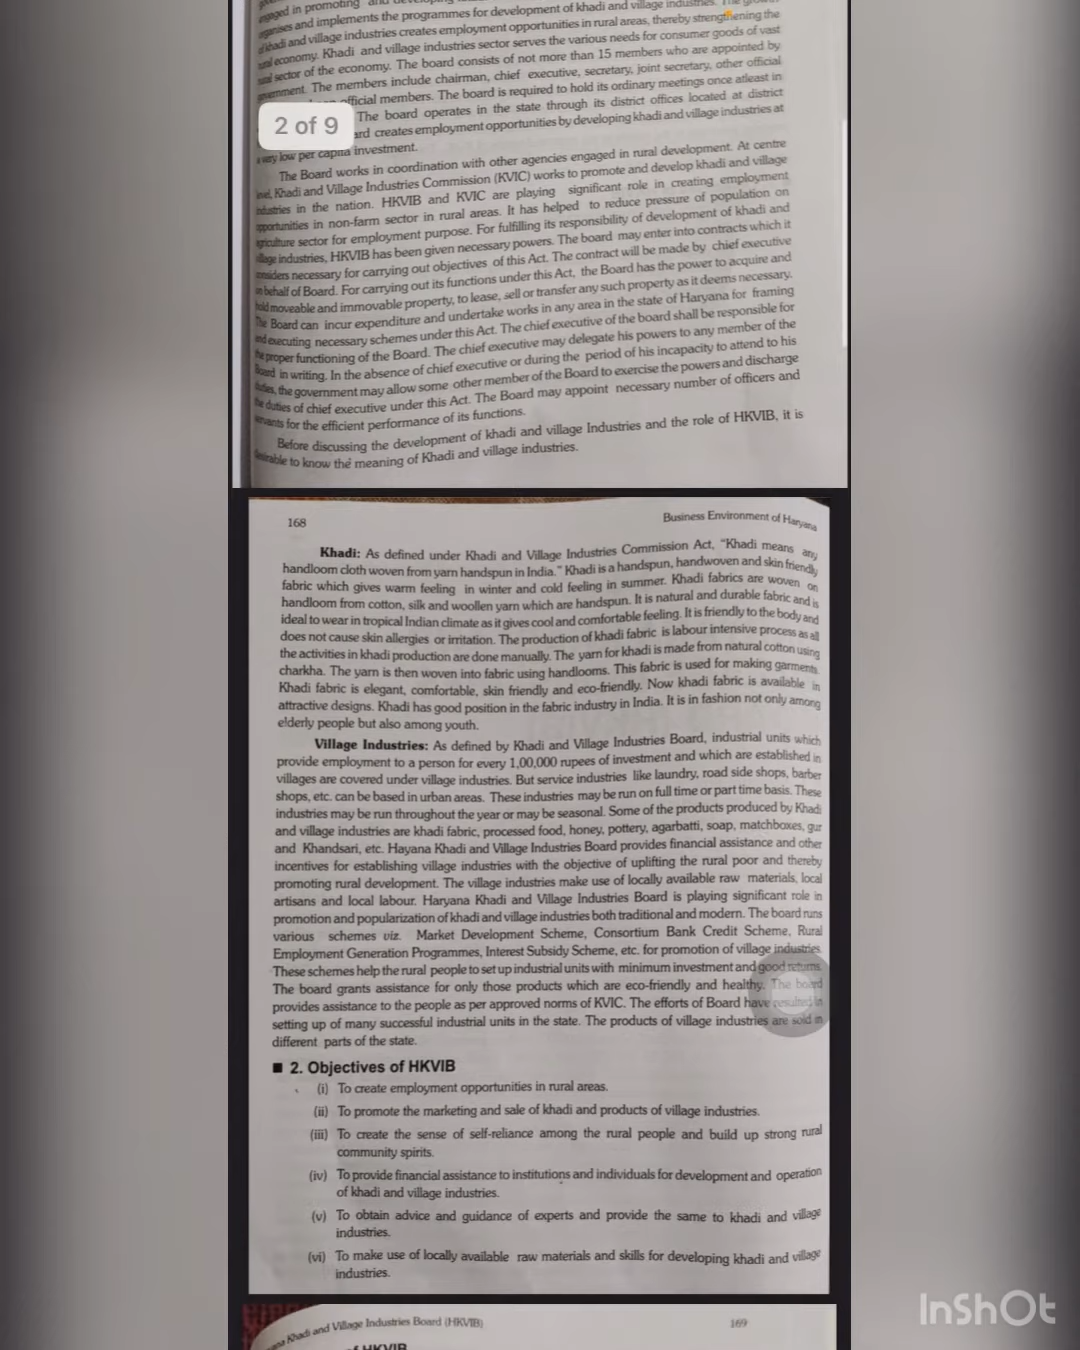 engaged in promoting and
organises and implements the programmes for development of khadi and village industries. The growth
of khadi and village industries creates employment opportunities in rural areas, thereby strengthening the
rural economy. Khadi and village industries sector serves the various needs for consumer goods of vast
rural sector of the economy. The board consists of not more than 15 members who are appointed by
government. The members include chairman, chief executive, secretary, joint secretary, other official
official members. The board is required to hold its ordinary meetings once atleast in
The board operates in the state through its district offices located at district
2 of 9
creates employment opportunities by developing khadi and village industries at
a very low per capita investment.
The Board works in coordination with other agencies engaged in rural development. At centre
level, Khadi and Village Industries Commission (KVIC) works to promote and develop khadi and village
industries in the nation. HKVIB and KVIC are playing significant role in creating employment
opportunities in non-farm sector in rural areas. It has helped to reduce pressure of population on
agriculture sector for employment purpose. For fulfilling its responsibility of development of khadi and
village industries, HKVIB has been given necessary powers. The board may enter into contracts which it
considers necessary for carrying out objectives of this Act. The contract will be made by chief executive
on behalf of Board. For carrying out its functions under this Act, the Board has the power to acquire and
hold moveable and immovable property, to lease, sell or transfer any such property as it deems necessary.
The Board can incur expenditure and undertake works in any area in the state of Haryana for framing
and executing necessary schemes under this Act. The chief executive of the board shall be responsible for
the proper functioning of the Board. The chief executive may delegate his powers to any member of the
Board in writing. In the absence of chief executive or during the period of his incapacity to attend to his
duties, the government may allow some other member of the Board to exercise the powers and discharge
the duties of chief executive under this Act. The Board may appoint necessary number of officers and
servants for the efficient performance of its functions.
Before discussing the development of khadi and village Industries and the role of HKVIB, it is
desirable to know the meaning of Khadi and village industries.
168
Business Environment of Haryana
Khadi: As defined under Khadi and Village Industries Commission Act, "Khadi means any
handloom cloth woven from yarn handspun in India." Khadi is a handspun, handwoven and skin friendly
fabric which gives warm feeling in winter and cold feeling in summer. Khadi fabrics are woven on
handloom from cotton, silk and woollen yarn which are handspun. It is natural and durable fabric and is
ideal to wear in tropical Indian climate as it gives cool and comfortable feeling. It is friendly to the body and
does not cause skin allergies or irritation. The production of khadi fabric is labour intensive process as all
the activities in khadi production are done manually. The yarn for khadi is made from natural cotton using
charkha. The yarn is then woven into fabric using handlooms. This fabric is used for making garments.
Khadi fabric is elegant, comfortable, skin friendly and eco-friendly. Now khadi fabric is available in
attractive designs. Khadi has good position in the fabric industry in India. It is in fashion not only among
elderly people but also among youth.
Village Industries: As defined by Khadi and Village Industries Board, industrial units which
provide employment to a person for every 1,00,000 rupees of investment and which are established in
villages are covered under village industries. But service industries like laundry, road side shops, barber
shops, etc. can be based in urban areas. These industries may be run on full time or part time basis. These
industries may be run throughout the year or may be seasonal. Some of the products produced by Khadi
and village industries are khadi fabric, processed food, honey, pottery, agarbatti, soap, matchboxes, gur
and Khandsari, etc. Hayana Khadi and Village Industries Board provides financial assistance and other
incentives for establishing village industries with the objective of uplifting the rural poor and thereby
promoting rural development. The village industries make use of locally available raw materials, local
artisans and local labour. Haryana Khadi and Village Industries Board is playing significant role in
promotion and popularization of khadi and village industries both traditional and modern. The board runs
various schemes viz. Market Development Scheme, Consortium Bank Credit Scheme, Rural
Employment Generation Programmes, Interest Subsidy Scheme, etc. for promotion of village industries.
These schemes help the rural people to set up industrial units with minimum investment and good returns.
The board grants assistance for only those products which are eco-friendly and healthy. The board
provides assistance to the people as per approved norms of KVIC. The efforts of Board have resulted in
setting up of many successful industrial units in the state. The products of village industries are sold in
different parts of the state.
■ 2. Objectives of HKVIB
(i) To create employment opportunities in rural areas.
(ii) To promote the marketing and sale of khadi and products of village industries.
(iii) To create the sense of self-reliance among the rural people and build up strong rural
community spirits.
(iv) To provide financial assistance to institutions and individuals for development and operation
of khadi and village industries.
(v) To obtain advice and guidance of experts and provide the same to khadi and village
industries.
(vi) To make use of locally available raw materials and skills for developing khadi and village
industries.
Khadi and Village Industries Board (HKVIB)
169
HKVIB
InShOt